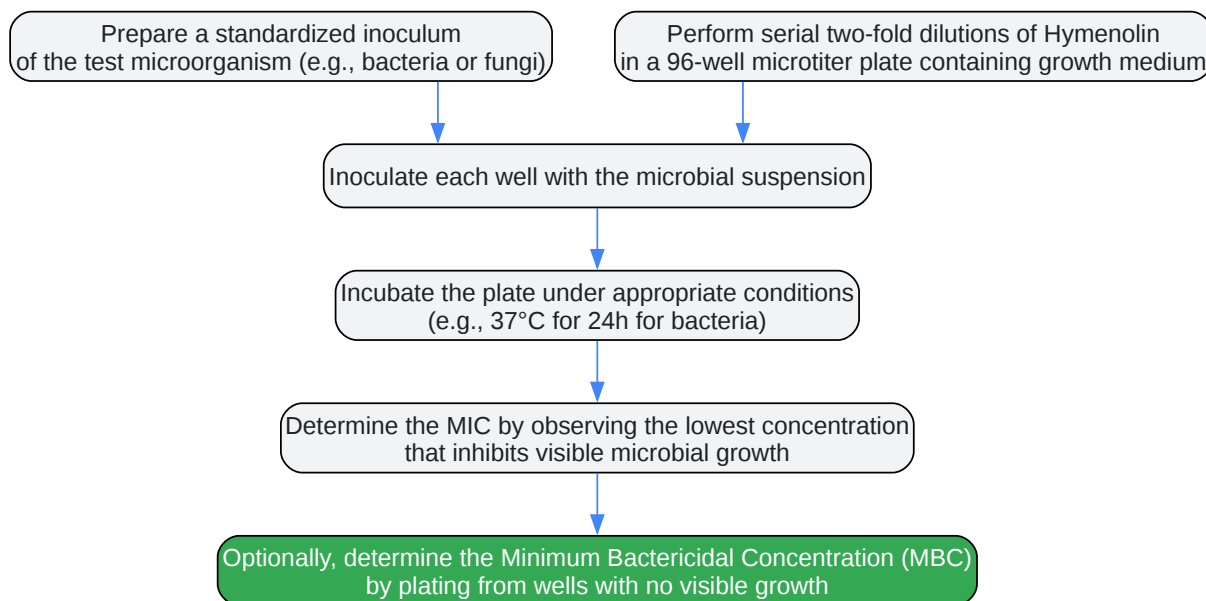 Prepare a standardized inoculum
of the test microorganism (e.g., bacteria or fungi)
Perform serial two-fold dilutions of Hymenolin
in a 96-well microtiter plate containing growth medium
Inoculate each well with the microbial suspension
Incubate the plate under appropriate conditions
(e.g., 37°C for 24h for bacteria)
Determine the MIC by observing the lowest concentration
that inhibits visible microbial growth
Optionally, determine the Minimum Bactericidal Concentration (MBC)
by plating from wells with no visible growth